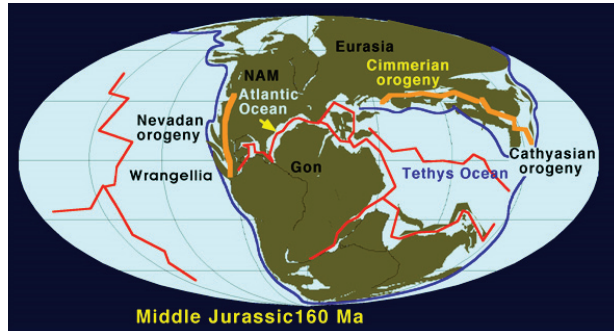 Eurasia
NAM
Cimmerian
orogeny
Atlantic
Ocean
Nevadan
orogeny
Cathyasian
orogeny
Gon
Wrangellia
Tethys Ocean
Middle Jurassic160 Ma